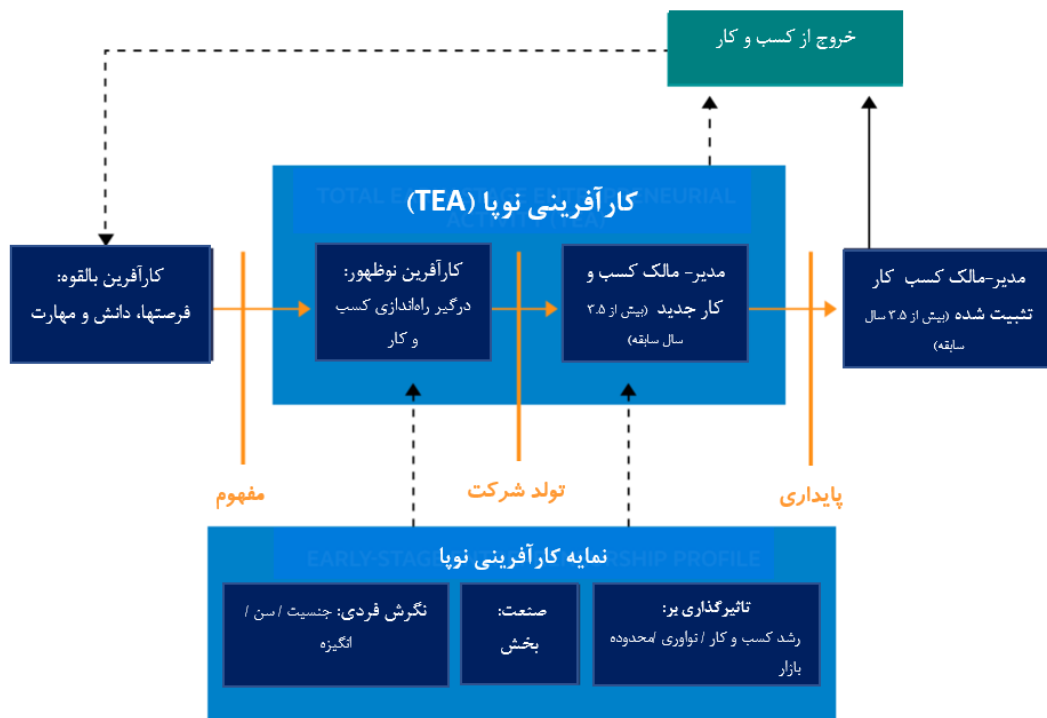 خروج از کسب و کار
کارآفرینی نوپا (TEA)
کارآفرین بالقوه:
فرصتها، دانش و مهارت
کارآفرین نوظهور:
درگیر راه‌اندازی کسب
و کار
مدیر- مالک کسب و
کار جدید (بیش از ۳.۵
سال سابقه)
مدیر-مالک کسب کار
تثبیت شده (بیش از ۳.۵ سال
سابقه)
مفهوم
تولد شرکت
پایداری
نمایه کارآفرینی نوپا
نگرش فردی: جنسیت / سن /
انگیزه
صنعت:
بخش
تاثیرگذاری بر:
رشد کسب و کار / نواوری /محدوده
بازار